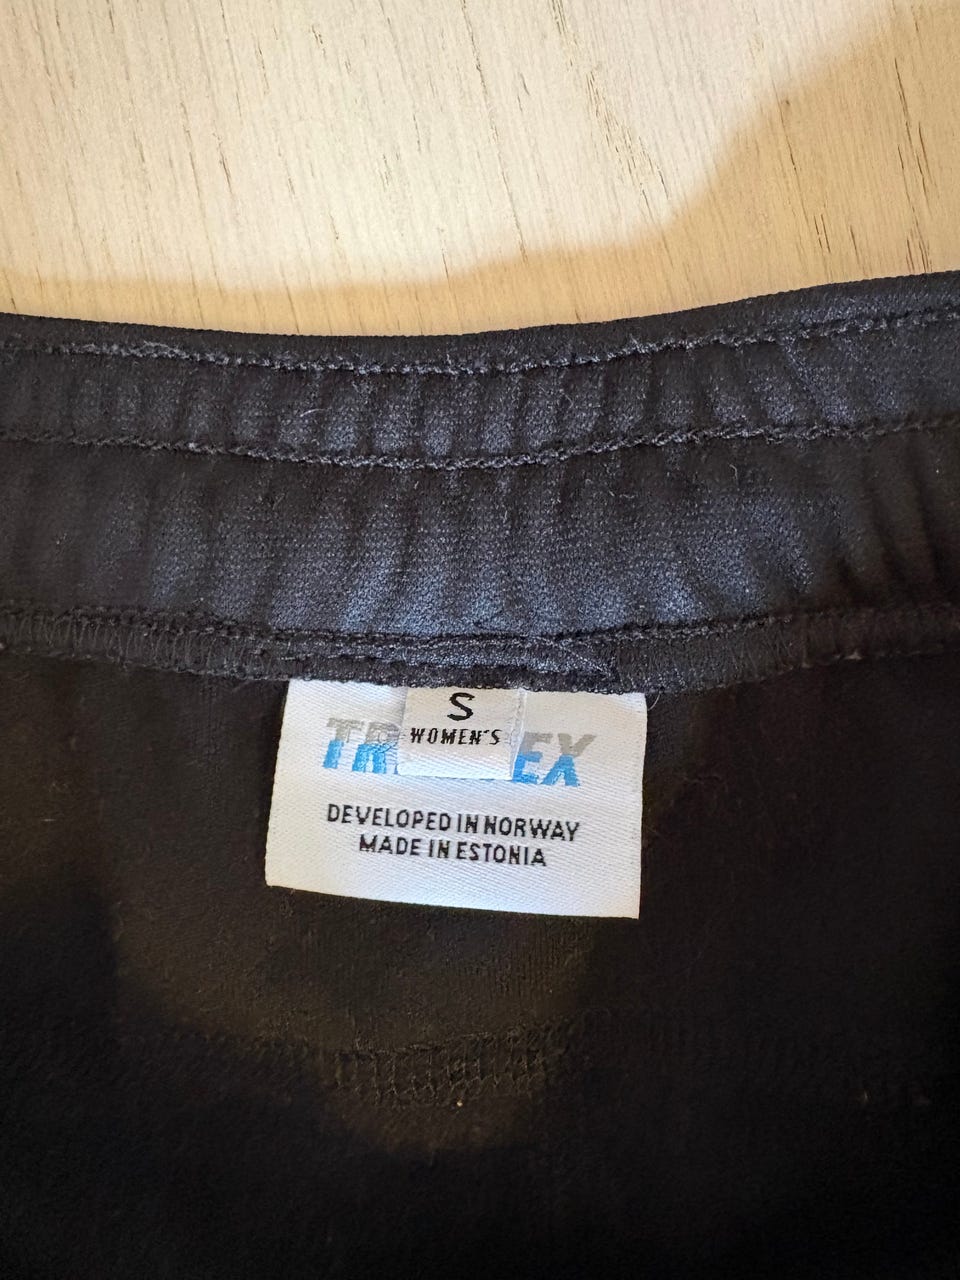 S
WOMEN'S
DEVELOPED IN NORWAY
MADE IN ESTONIA